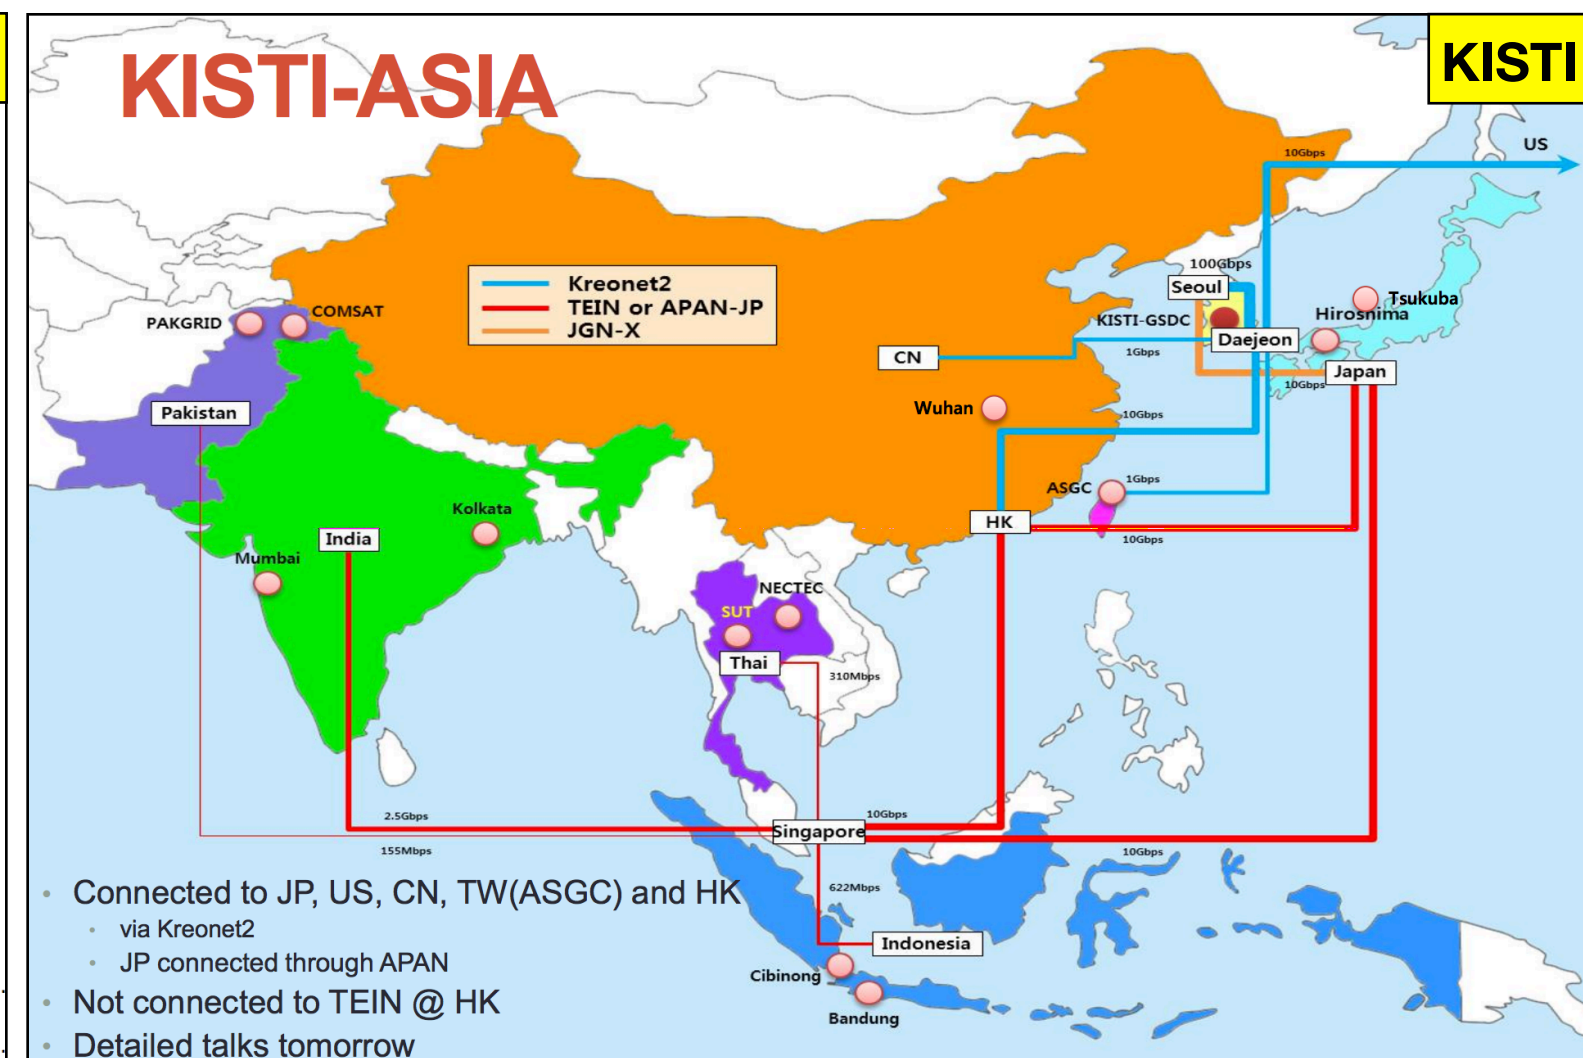 KISTI-ASIA
KISTI
US
10Gbps
100Gbps
Seoul
Kreonet2
TEIN or APAN-JP
JGN-X
Tsukuba
Hiroshima
COMSAT
PAKGRID
KISTI-GSDC
Daejeon
CN
1Gbps
Japan
10Gbps
Pakistan
Wuhan
10Gbps
ASGC
1Gbps
Kolkata
HK
India
10Gbps
Mumbai
NECTEC
SUT
Thai
310Mbps
2.5Gbps
10Gbps
Singapore
155Mbps
10Gbps
622Mbps
Indonesia
Cibinong
Bandung
• Connected to JP, US, CN, TW(ASGC) and HK
• via Kreonet2
• JP connected through APAN
• Not connected to TEIN @ HK
• Detailed talks tomorrow